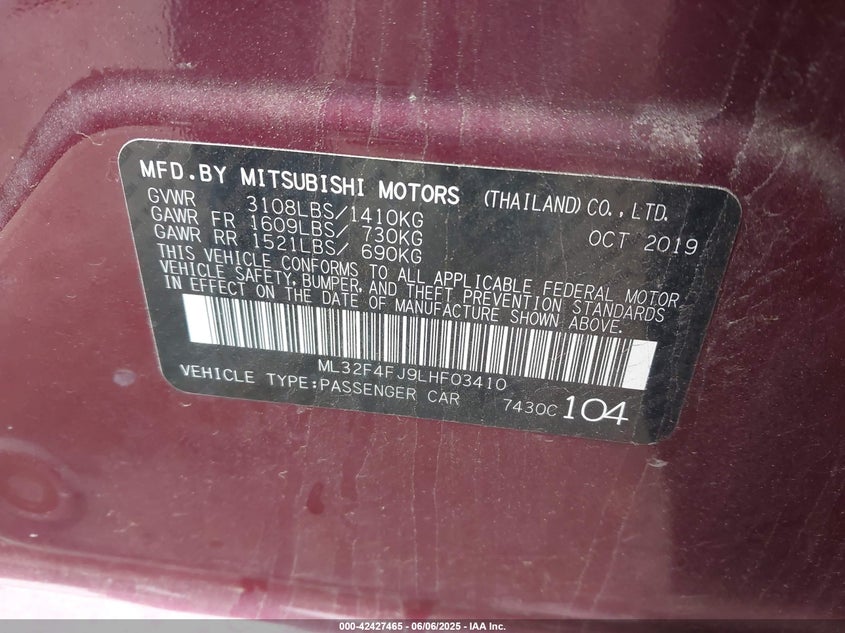 MFD.BY MITSUBISHI MOTORS (THAILAND)CO.,LTD.
GVWR 3108LBS/1410KG
GAWR FR 1609LBS/ 730KG OCT 2019
GAWR RR 1521LBS/ 690KG
THIS VEHICLE CONFORMS TO ALL APPLICABLE FEDERAL MOTOR
VEHICLE SAFETY, BUMPER, AND THEFT PREVENTION STANDARDS
IN EFFECT ON THE DATE OF MANUFACTURE SHOWN ABOVE.
ML32F4FJ9LHF03410
VEHICLE TYPE:PASSENGER CAR 7430C 104
000-42427465 - 06/06/2025 - IAA Inc.